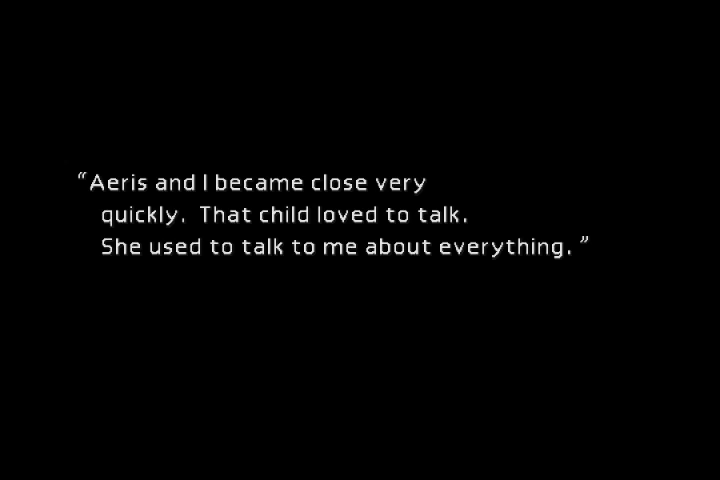 “Aeris and I became close very
quickly. That child loved to talk.
She used to talk to me about everything.”